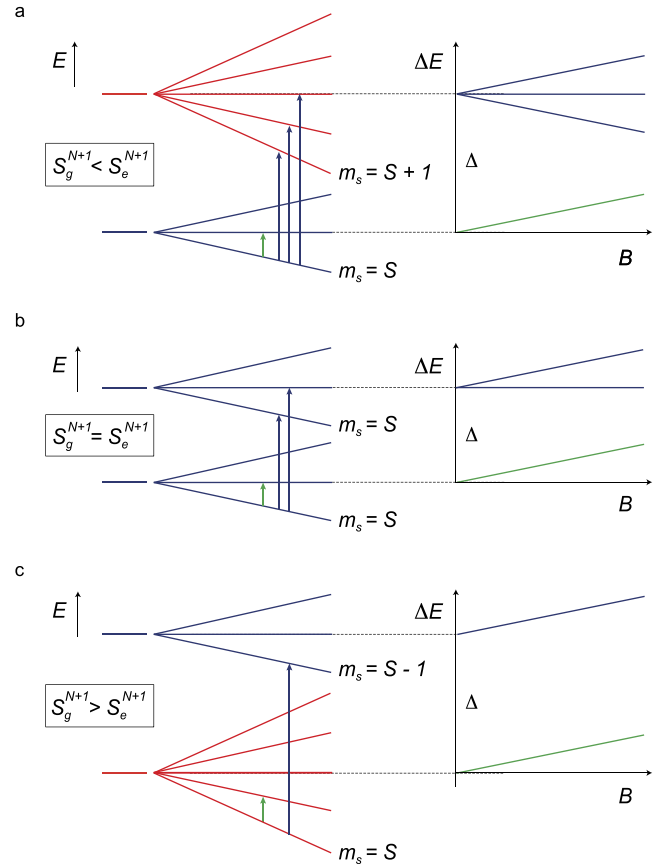 a
E
ΔE
S_g^{N+1} < S_e^{N+1}
m_s = S + 1
Δ
m_s = S
B
b
E
ΔE
S_g^{N+1} = S_e^{N+1}
m_s = S
Δ
m_s = S
B
c
E
ΔE
m_s = S - 1
S_g^{N+1} > S_e^{N+1}
Δ
B
m_s = S